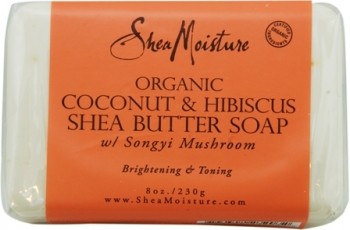 SheaMoisture
ORGANIC
COCONUT & HIBISCUS
SHEA BUTTER SOAP
w/ Songyi Mushroom
Brightening & Toning
8oz./230g
www.SheaMoisture.com